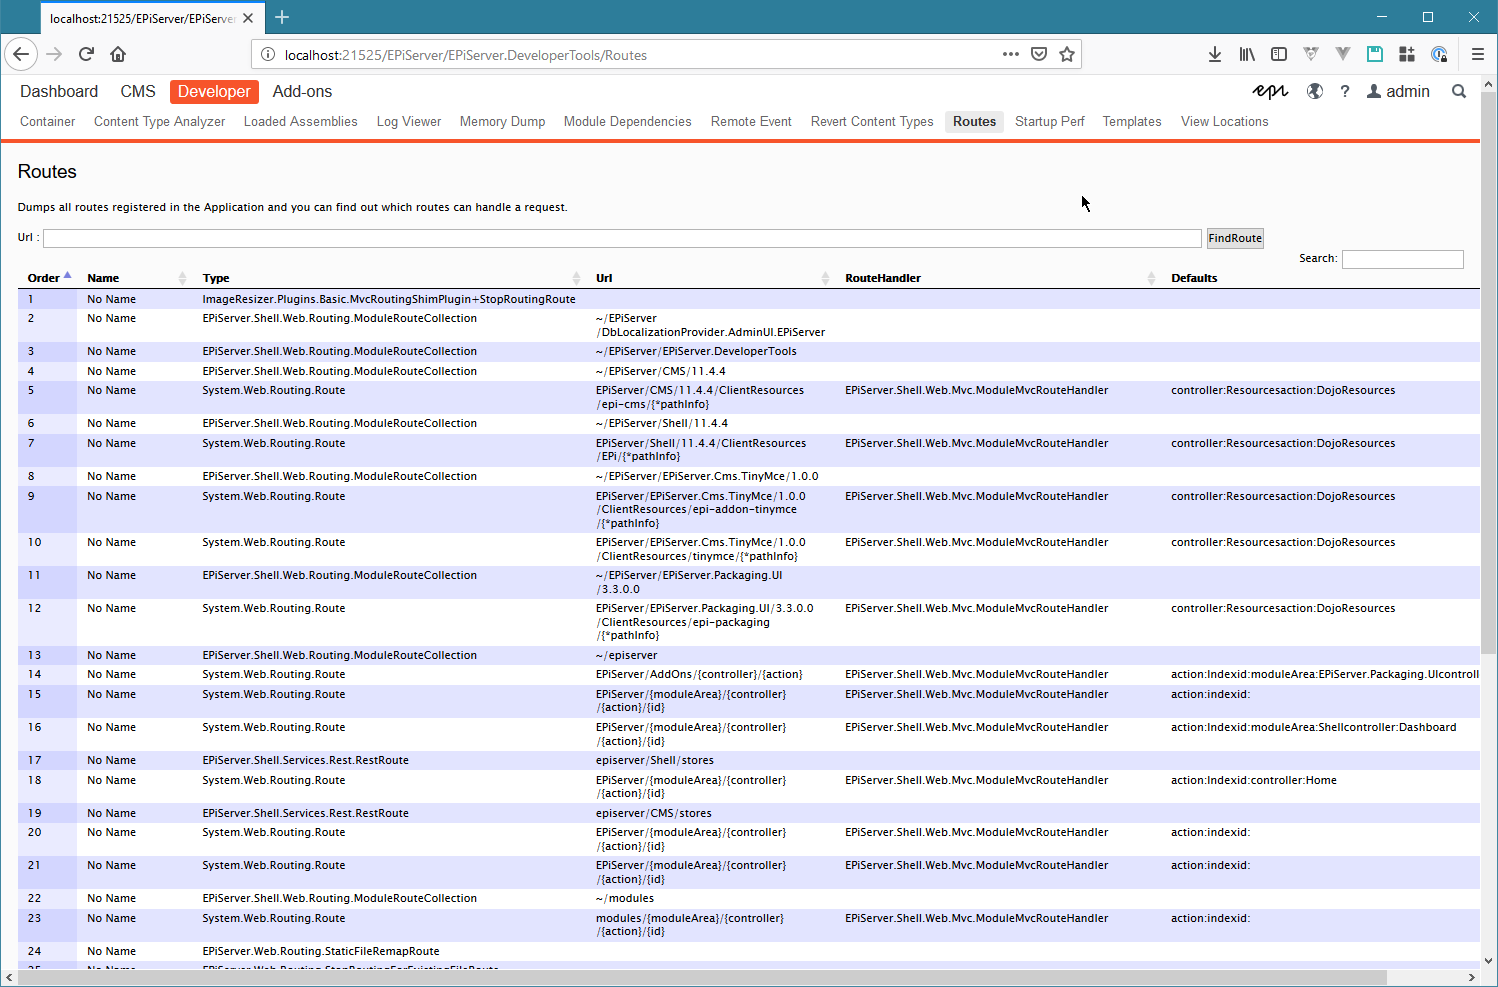 localhost:21525/EPiServer/EPiServe
localhost:21525/EPiServer/EPiServer.DeveloperTools/Routes
Dashboard CMS Developer Add-ons epi ? admin
Container Content Type Analyzer Loaded Assemblies Log Viewer Memory Dump Module Dependencies Remote Event Revert Content Types Routes Startup Perf Templates View Locations
Routes
Dumps all routes registered in the Application and you can find out which routes can handle a request.
Url : FindRoute
Search:
Order Name Type Url RouteHandler Defaults
1 No Name ImageResizer.Plugins.Basic.MvcRoutingShimPlugin+StopRoutingRoute
2 No Name EPiServer.Shell.Web.Routing.ModuleRouteCollection ~/EPiServer
/DbLocalizationProvider.AdminUI.EPiServer
3 No Name EPiServer.Shell.Web.Routing.ModuleRouteCollection ~/EPiServer/EPiServer.DeveloperTools
4 No Name EPiServer.Shell.Web.Routing.ModuleRouteCollection ~/EPiServer/CMS/11.4.4
5 No Name System.Web.Routing.Route EPiServer/CMS/11.4.4/ClientResources EPiServer.Shell.Web.Mvc.ModuleMvcRouteHandler controller:Resourcesaction:DojoResources
/epi-cms/{*pathInfo}
6 No Name EPiServer.Shell.Web.Routing.ModuleRouteCollection ~/EPiServer/Shell/11.4.4
7 No Name System.Web.Routing.Route EPiServer/Shell/11.4.4/ClientResources EPiServer.Shell.Web.Mvc.ModuleMvcRouteHandler controller:Resourcesaction:DojoResources
/EPi/{*pathInfo}
8 No Name EPiServer.Shell.Web.Routing.ModuleRouteCollection ~/EPiServer/EPiServer.Cms.TinyMce/1.0.0
9 No Name System.Web.Routing.Route EPiServer/EPiServer.Cms.TinyMce/1.0.0 EPiServer.Shell.Web.Mvc.ModuleMvcRouteHandler controller:Resourcesaction:DojoResources
/ClientResources/epi-addon-tinymce
/{*pathInfo}
10 No Name System.Web.Routing.Route EPiServer/EPiServer.Cms.TinyMce/1.0.0 EPiServer.Shell.Web.Mvc.ModuleMvcRouteHandler controller:Resourcesaction:DojoResources
/ClientResources/tinymce/{*pathInfo}
11 No Name EPiServer.Shell.Web.Routing.ModuleRouteCollection ~/EPiServer/EPiServer.Packaging.UI
/3.3.0.0
12 No Name System.Web.Routing.Route EPiServer/EPiServer.Packaging.UI/3.3.0.0 EPiServer.Shell.Web.Mvc.ModuleMvcRouteHandler controller:Resourcesaction:DojoResources
/ClientResources/epi-packaging
/{*pathInfo}
13 No Name EPiServer.Shell.Web.Routing.ModuleRouteCollection ~/episerver
14 No Name System.Web.Routing.Route EPiServer/AddOns/{controller}/{action} EPiServer.Shell.Web.Mvc.ModuleMvcRouteHandler action:Indexid:moduleArea:EPiServer.Packaging.UIcontroll
15 No Name System.Web.Routing.Route EPiServer/{moduleArea}/{controller} EPiServer.Shell.Web.Mvc.ModuleMvcRouteHandler action:indexid:
/{action}/{id}
16 No Name System.Web.Routing.Route EPiServer/{moduleArea}/{controller} EPiServer.Shell.Web.Mvc.ModuleMvcRouteHandler action:Indexid:moduleArea:Shellcontroller:Dashboard
/{action}/{id}
17 No Name EPiServer.Shell.Services.Rest.RestRoute episerver/Shell/stores
18 No Name System.Web.Routing.Route EPiServer/{moduleArea}/{controller} EPiServer.Shell.Web.Mvc.ModuleMvcRouteHandler action:Indexid:controller:Home
/{action}/{id}
19 No Name EPiServer.Shell.Services.Rest.RestRoute episerver/CMS/stores
20 No Name System.Web.Routing.Route EPiServer/{moduleArea}/{controller} EPiServer.Shell.Web.Mvc.ModuleMvcRouteHandler action:indexid:
/{action}/{id}
21 No Name System.Web.Routing.Route EPiServer/{moduleArea}/{controller} EPiServer.Shell.Web.Mvc.ModuleMvcRouteHandler action:indexid:
/{action}/{id}
22 No Name EPiServer.Shell.Web.Routing.ModuleRouteCollection ~/modules
23 No Name System.Web.Routing.Route modules/{moduleArea}/{controller} EPiServer.Shell.Web.Mvc.ModuleMvcRouteHandler action:indexid:
/{action}/{id}
24 No Name EPiServer.Web.Routing.StaticFileRemapRoute
25 No Name EPiServer.Web.Routing.StopRoutingForExistingFileRoute